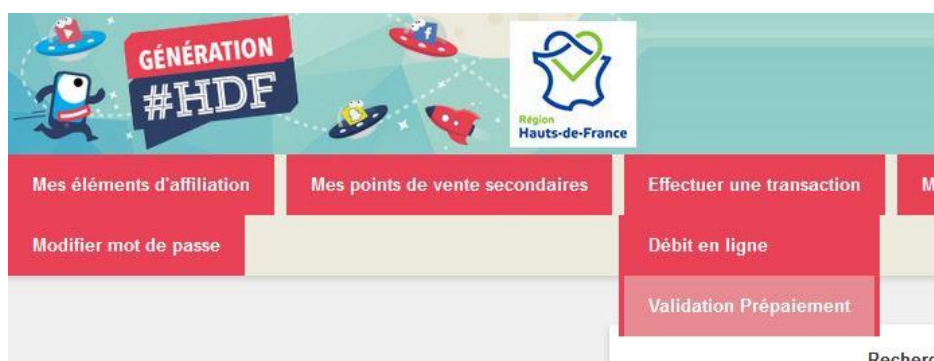 GÉNÉRATION
#HDF
Région
Hauts-de-France
Mes éléments d'affiliation
Mes points de vente secondaires
Effectuer une transaction
Modifier mot de passe
Débit en ligne
Validation Prépaiement